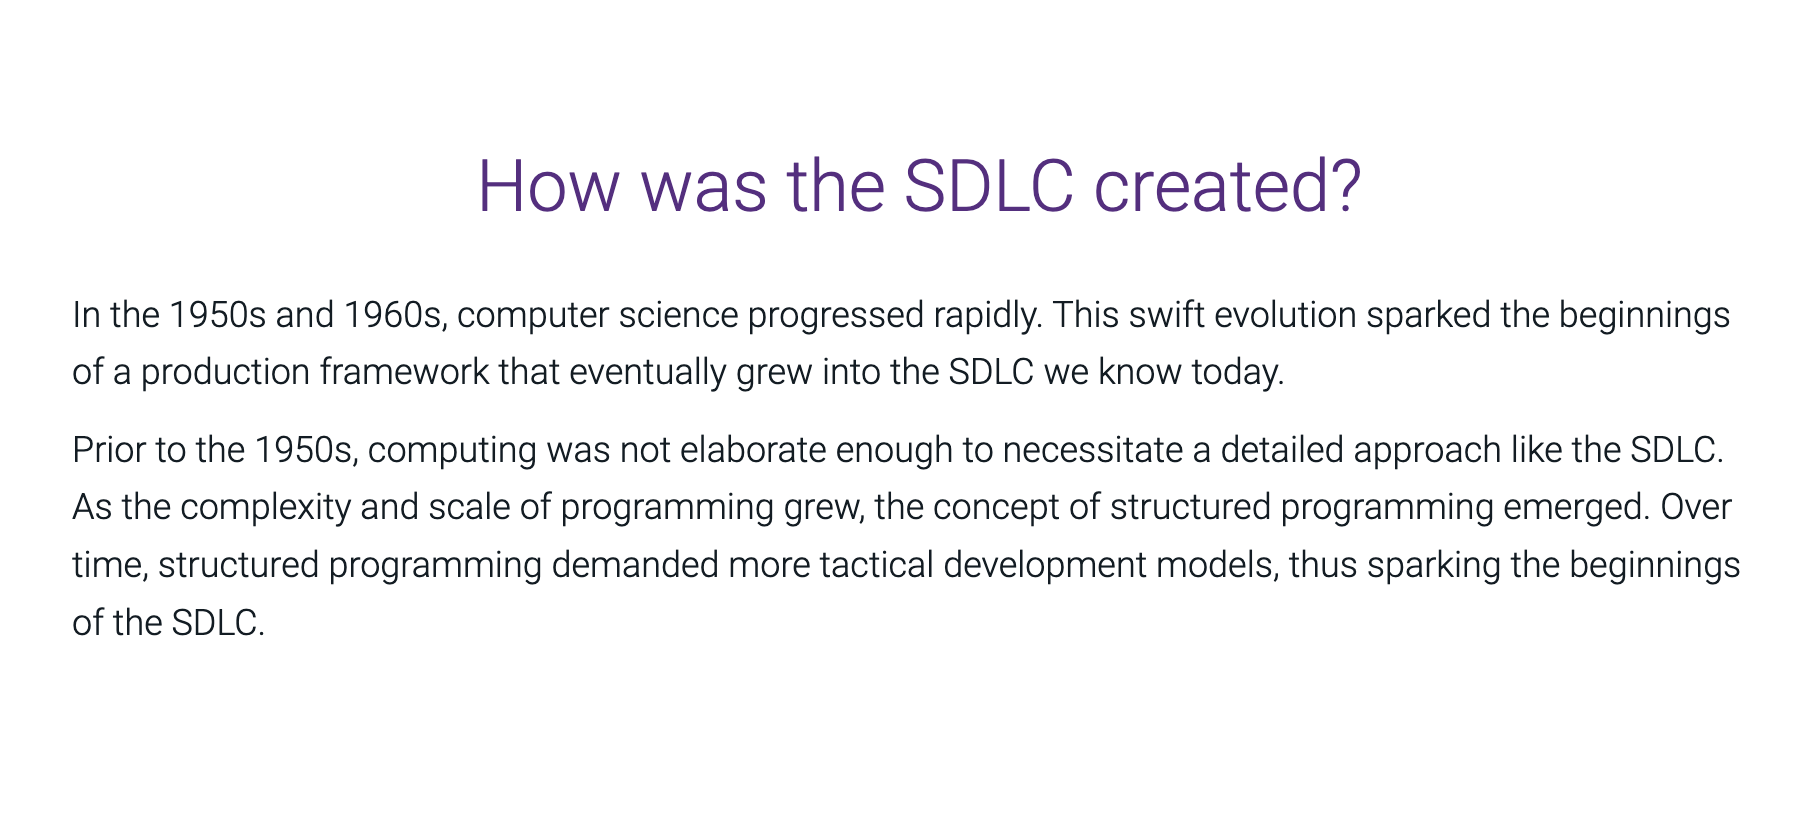 How was the SDLC created?
In the 1950s and 1960s, computer science progressed rapidly. This swift evolution sparked the beginnings
of a production framework that eventually grew into the SDLC we know today.
Prior to the 1950s, computing was not elaborate enough to necessitate a detailed approach like the SDLC.
As the complexity and scale of programming grew, the concept of structured programming emerged. Over
time, structured programming demanded more tactical development models, thus sparking the beginnings
of the SDLC.